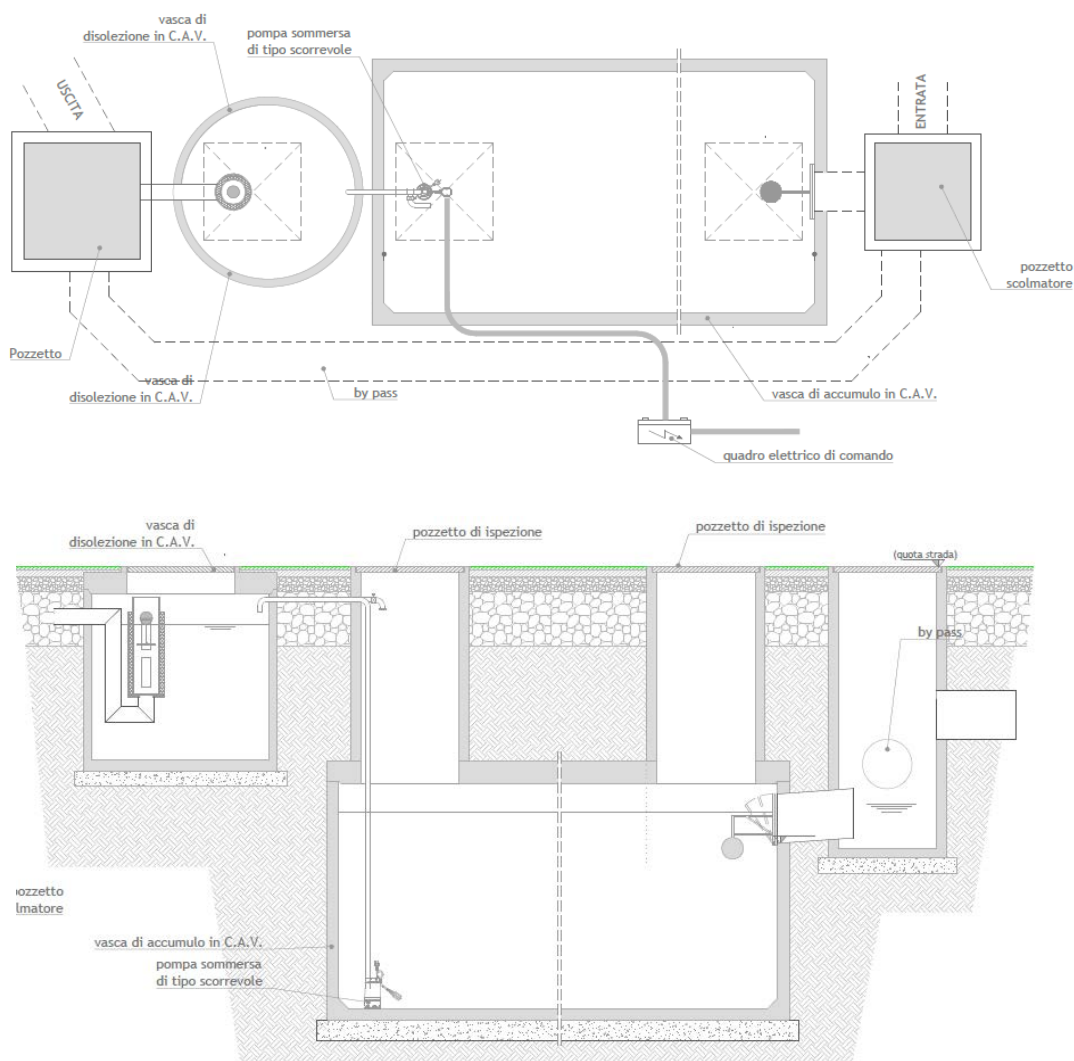 vasca di
disolezione in C.A.V.
pompa sommersa
di tipo scorrevole
USCITA
ENTRATA
pozzetto
scolmatore
Pozzetto
vasca di
disolezione in C.A.V.
by pass
vasca di accumulo in C.A.V.
quadro elettrico di comando
vasca di
disolezione in C.A.V.
pozzetto di ispezione
pozzetto di ispezione
(quota strada)
by pass
pozzetto
lmatore
vasca di accumulo in C.A.V.
pompa sommersa
di tipo scorrevole